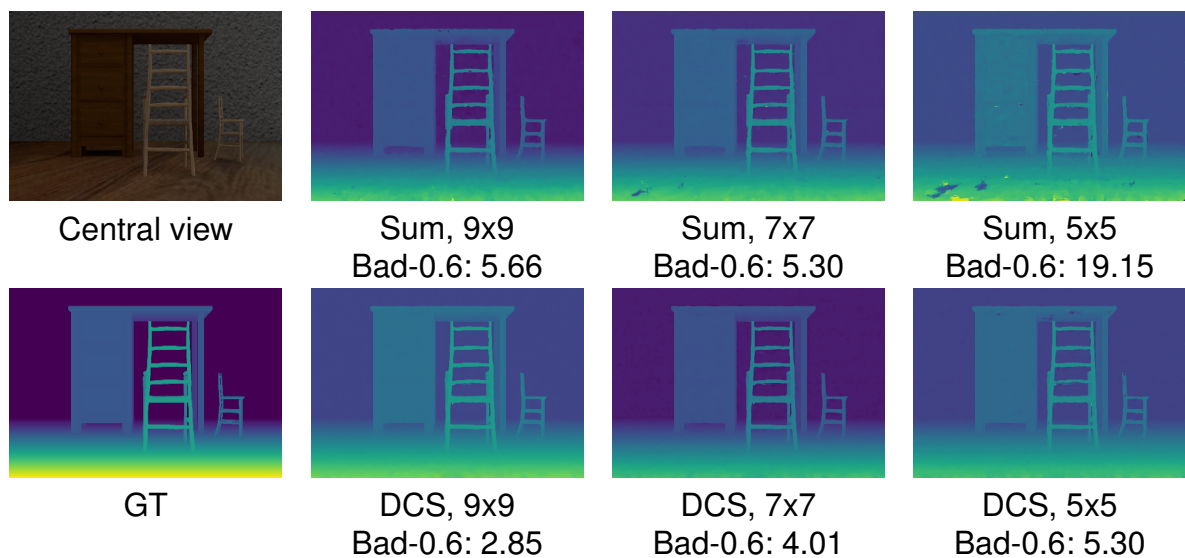 Central view
Sum, 9x9
Bad-0.6: 5.66
Sum, 7x7
Bad-0.6: 5.30
Sum, 5x5
Bad-0.6: 19.15
GT
DCS, 9x9
Bad-0.6: 2.85
DCS, 7x7
Bad-0.6: 4.01
DCS, 5x5
Bad-0.6: 5.30